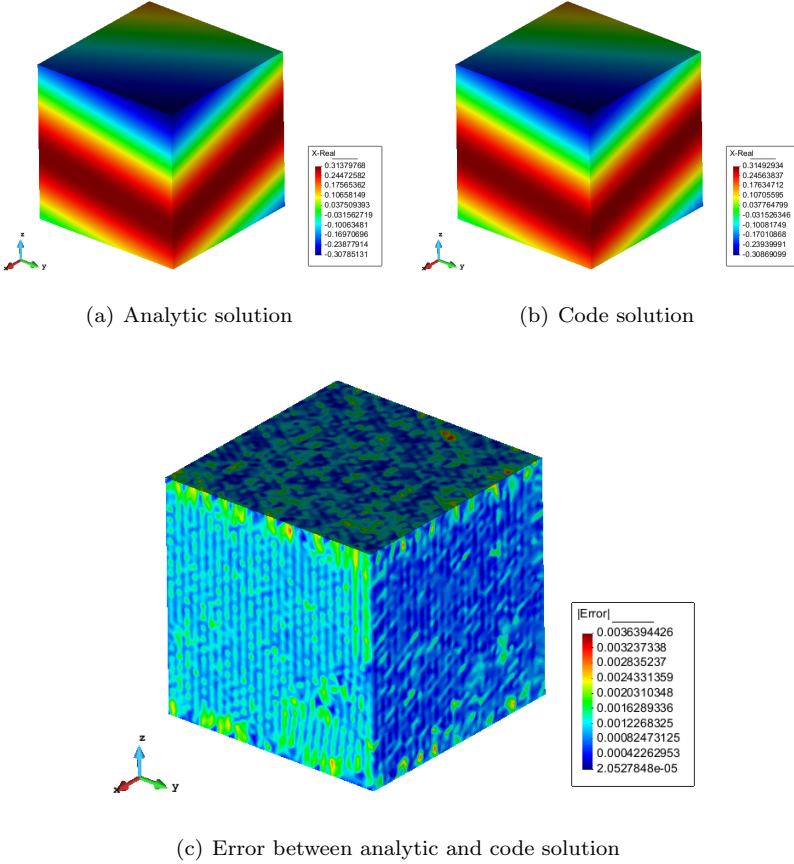 X-Real
0.31379768
0.24472582
0.17565362
0.10658149
0.037509393
-0.031562719
-0.10063481
-0.16970696
-0.23877914
-0.30785131
z
x
y
(a) Analytic solution
X-Real
0.31492934
0.24563837
0.17634712
0.10705595
0.037764799
-0.031526346
-0.10081749
-0.17010868
-0.23939991
-0.30869099
z
x
y
(b) Code solution
|Error|
0.0036394426
0.003237338
0.002835237
0.0024331359
0.0020310348
0.0016289336
0.0012268325
0.00082473125
0.00042262953
2.0527848e-05
z
x
y
(c) Error between analytic and code solution